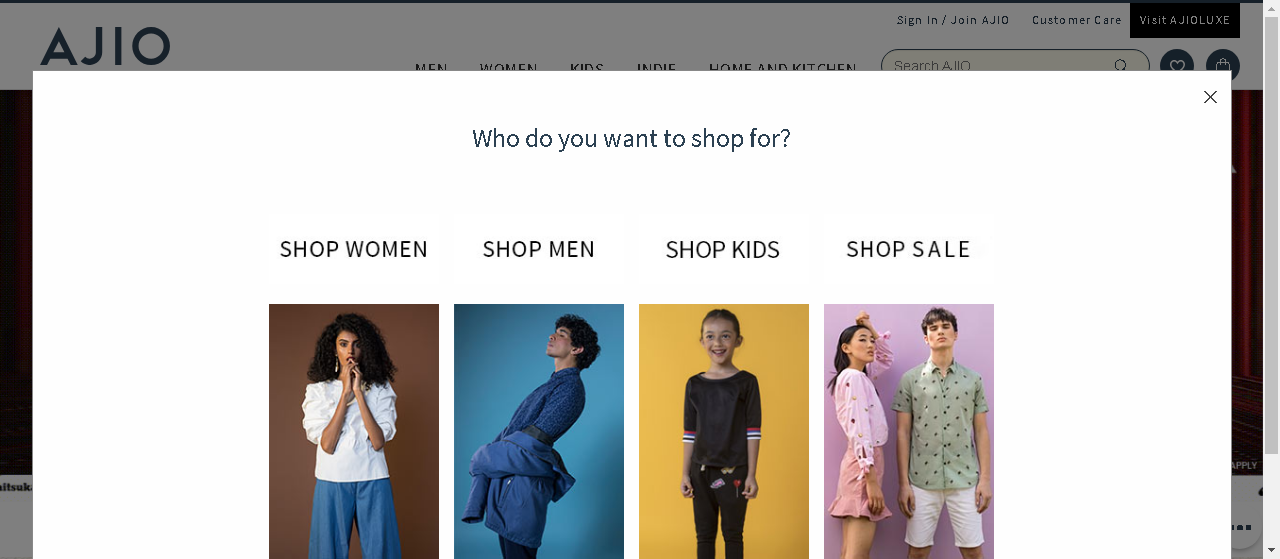 Sign In / Join AJIO
Customer Care
Visit AJIOLUXE
AJIO
MEN
WOMEN
KIDS
INDIE
HOME AND KITCHEN
Search AJIO
Who do you want to shop for?
SHOP WOMEN
SHOP MEN
SHOP KIDS
SHOP SALE
APPLY